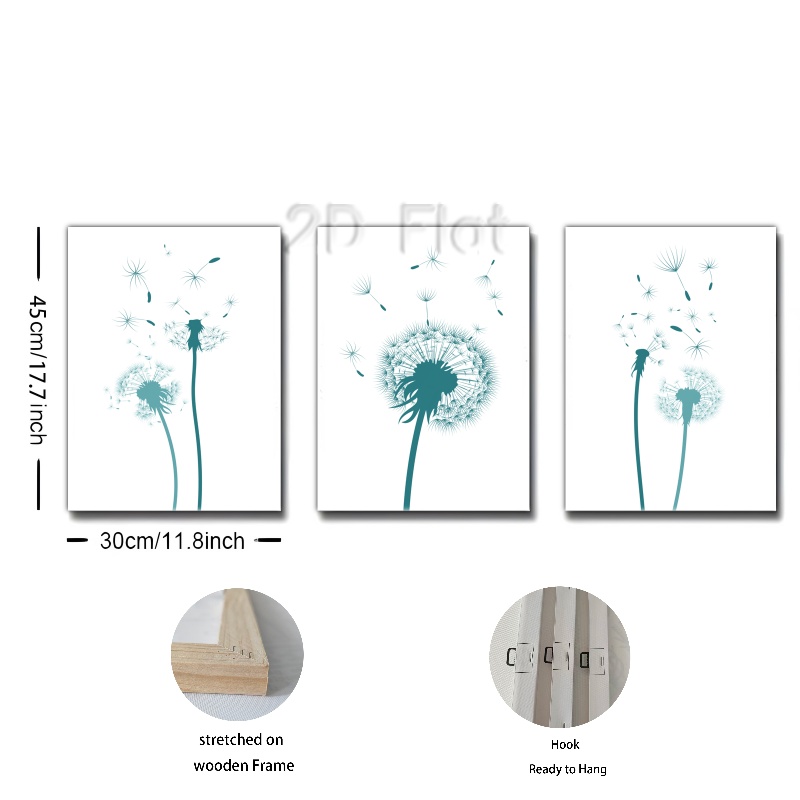 2D Flat
45cm/17.7inch
30cm/11.8inch
stretched on
wooden Frame
Hook
Ready to Hang